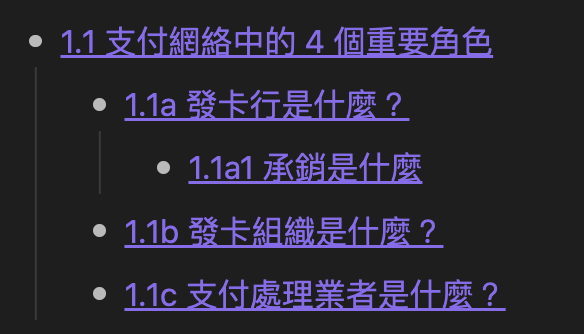 1.1 支付網絡中的 4 個重要角色
1.1a 發卡行是什麼？
1.1a1 承銷是什麼
1.1b 發卡組織是什麼？
1.1c 支付處理業者是什麼？